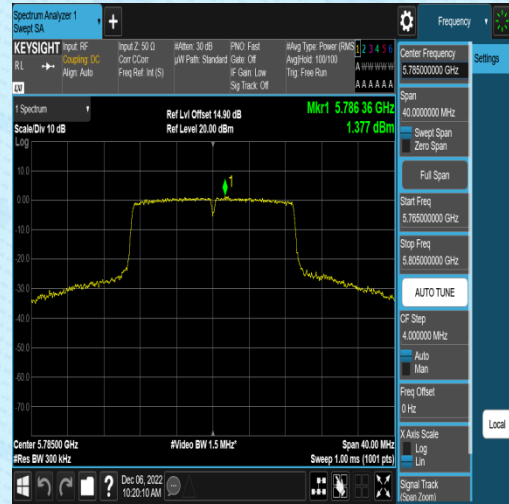 Spectrum Analyzer 1
Swept SA
Frequency
KEYSIGHT
Input: RF
Input Z: 50 Ω
#Atten: 30 dB
PNO: Fast
#Avg Type: Power (RMS)
1 2 3 4 5 6
RL
Coupling: DC
Corr CCorr
µW Path: Standard
Gate: Off
Avg|Hold: 100/100
A W W W W W
Align: Auto
Freq Ref: Int (S)
IF Gain: Low
Trig: Free Run
Sig Track: Off
A A A A A A
LXI
1 Spectrum
Ref Lvl Offset 14.90 dB
Mkr1 5.786 36 GHz
Scale/Div 10 dB
Ref Level 20.00 dBm
1.377 dBm
Log
10.0
0.00
-10.0
-20.0
-30.0
-40.0
-50.0
-60.0
-70.0
1
Center 5.78500 GHz
#Video BW 1.5 MHz*
Span 40.00 MHz
#Res BW 300 kHz
Sweep 1.00 ms (1001 pts)
Dec 06, 2022
10:20:10 AM
Center Frequency
5.785000000 GHz
Settings
Span
40.0000000 MHz
Swept Span
Zero Span
Full Span
Start Freq
5.765000000 GHz
Stop Freq
5.805000000 GHz
AUTO TUNE
CF Step
4.000000 MHz
Auto
Man
Freq Offset
0 Hz
Local
X Axis Scale
Log
Lin
Signal Track
(Span Zoom)